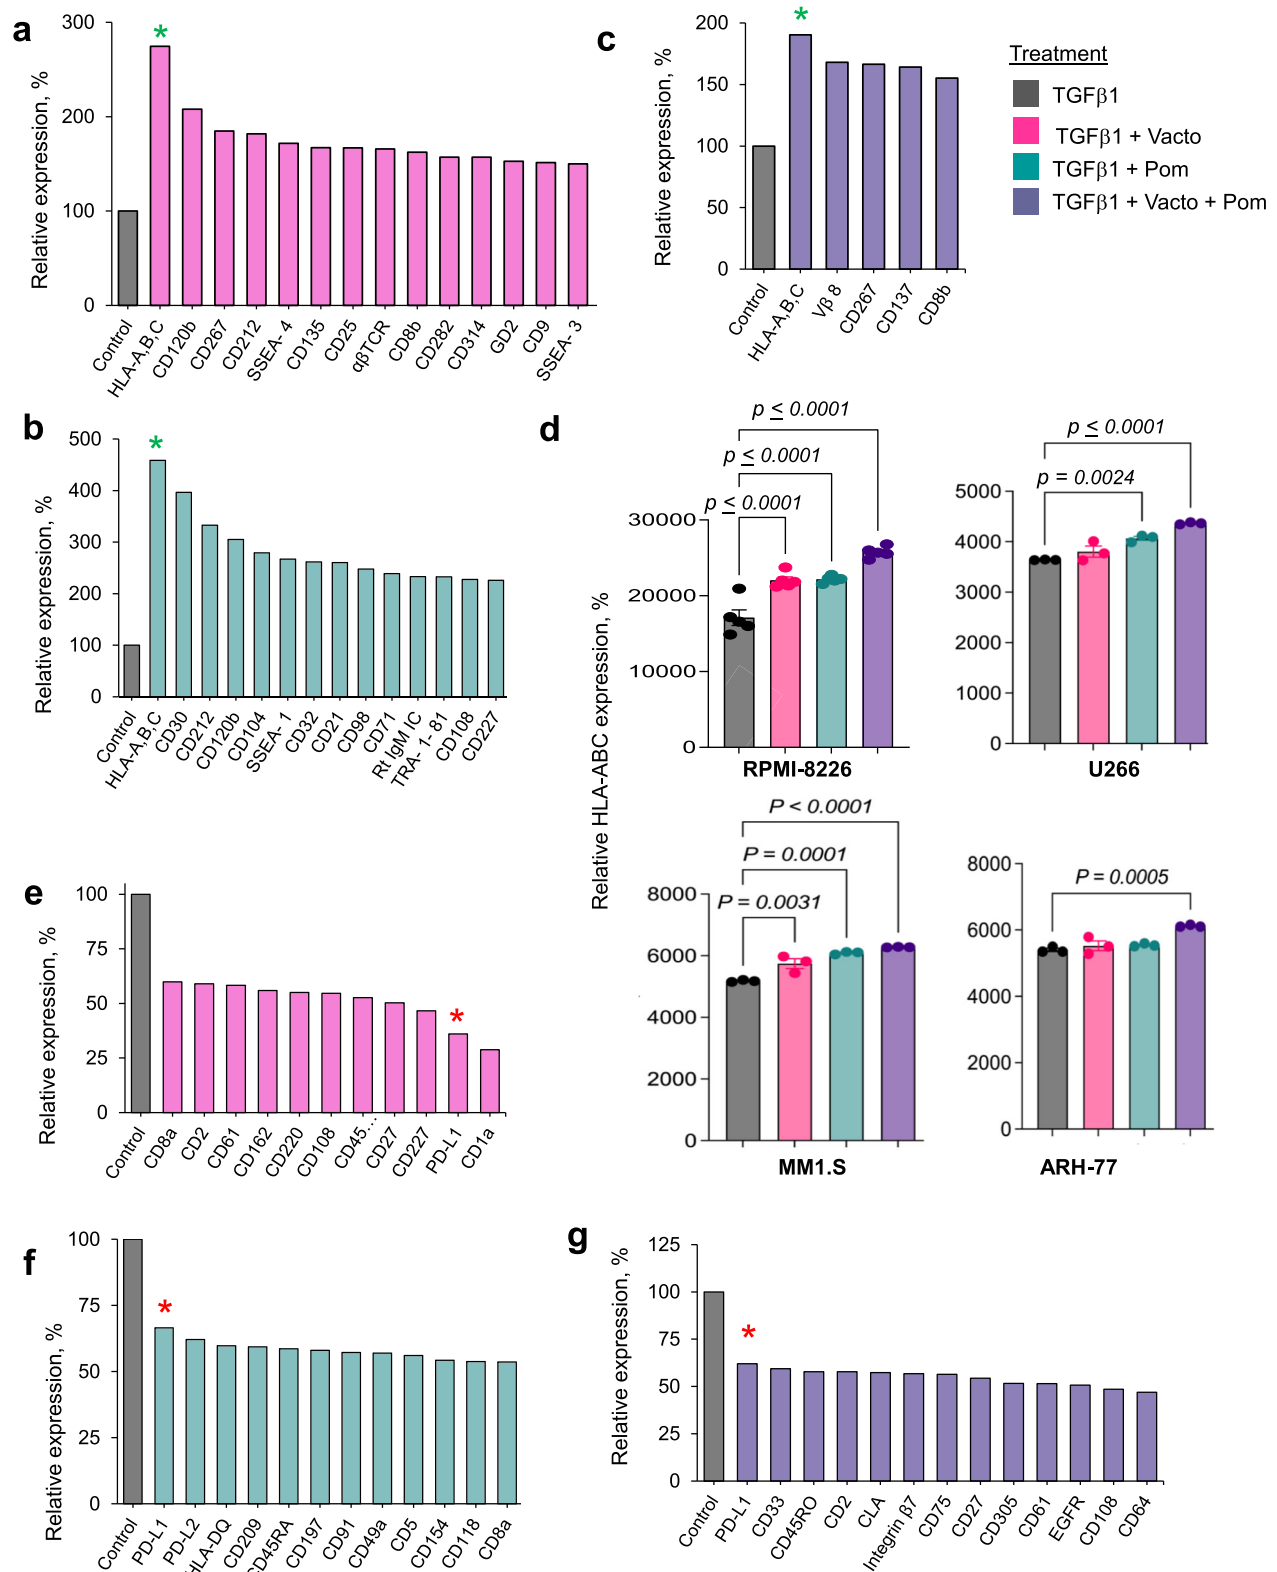 a
Relative expression, %
300
200
100
0
Control
HLA-A,B,C
CD120b
CD267
CD212
SSEA- 4
CD135
CD25
αβTCR
CD8b
CD282
CD314
GD2
CD9
SSEA- 3
*
c
Relative expression, %
200
150
100
50
0
Control
HLA-A,B,C
Vβ 8
CD267
CD137
CD8b
*
Treatment
TGFβ1
TGFβ1 + Vacto
TGFβ1 + Pom
TGFβ1 + Vacto + Pom
b
Relative expression, %
500
400
300
200
100
0
Control
HLA-A,B,C
CD30
CD212
CD120b
CD104
SSEA- 1
CD32
CD21
CD98
CD71
Rt IgM IC
TRA- 1- 81
CD108
CD227
*
d
Relative HLA-ABC expression, %
p ≤ 0.0001
p ≤ 0.0001
p ≤ 0.0001
30000
20000
10000
0
RPMI-8226
p ≤ 0.0001
p = 0.0024
5000
4000
3000
2000
1000
0
U266
P < 0.0001
P = 0.0001
P = 0.0031
8000
6000
4000
2000
0
MM1.S
P = 0.0005
8000
6000
4000
2000
0
ARH-77
e
Relative expression, %
100
75
50
25
0
Control
CD8a
CD2
CD61
CD162
CD220
CD108
CD45…
CD27
CD227
PD-L1
CD1a
*
f
Relative expression, %
100
75
50
25
0
Control
PD-L1
PD-L2
HLA-DQ
CD209
CD45RA
CD197
CD91
CD49a
CD5
CD154
CD118
CD8a
*
g
Relative expression, %
125
100
75
50
25
0
Control
PD-L1
CD33
CD45RO
CD2
CLA
Integrin β7
CD75
CD27
CD305
CD61
EGFR
CD108
CD64
*